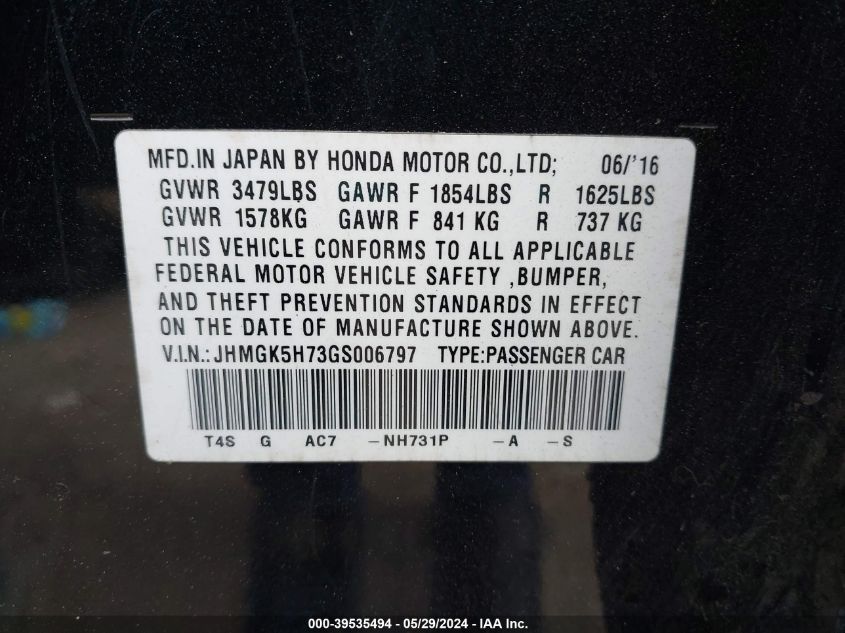 MFD.IN JAPAN BY HONDA MOTOR CO.,LTD; 06/'16
GVWR 3479LBS GAWR F 1854LBS R 1625LBS
GVWR 1578KG GAWR F 841 KG R 737 KG
THIS VEHICLE CONFORMS TO ALL APPLICABLE
FEDERAL MOTOR VEHICLE SAFETY ,BUMPER,
AND THEFT PREVENTION STANDARDS IN EFFECT
ON THE DATE OF MANUFACTURE SHOWN ABOVE.
V.I.N.:JHMGK5H73GS006797 TYPE:PASSENGER CAR
T4S G AC7 -NH731P -A -S
000-39535494 - 05/29/2024 - IAA Inc.